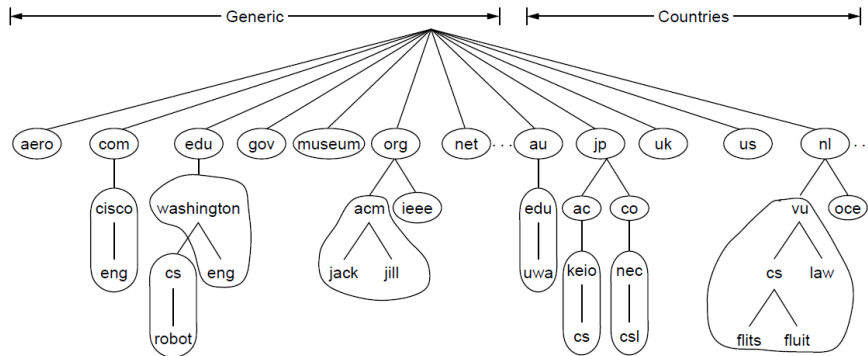 Generic Countries
aero com edu gov museum org net ... au jp uk us nl ...
cisco washington acm ieee edu ac co vu oce
eng cs eng jack jill uwa keio nec cs law
robot cs csl flits fluit